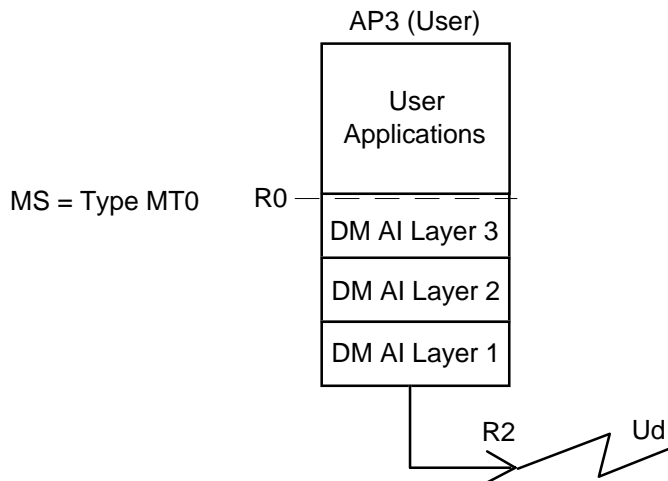 AP3 (User)
User
Applications
MS = Type MT0
R0
DM AI Layer 3
DM AI Layer 2
DM AI Layer 1
R2
Ud